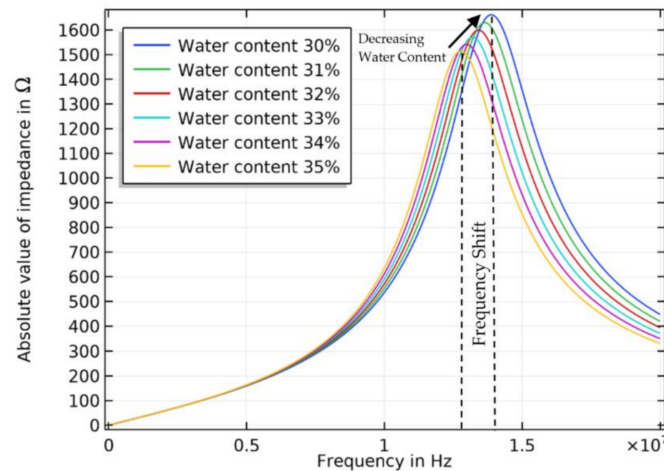 Absolute value of impedance in Ω
1600
1500
1400
1300
1200
1100
1000
900
800
700
600
500
400
300
200
100
0
Water content 30%
Water content 31%
Water content 32%
Water content 33%
Water content 34%
Water content 35%
Decreasing
Water Content
Frequency Shift
0
0.5
1
1.5
Frequency in Hz